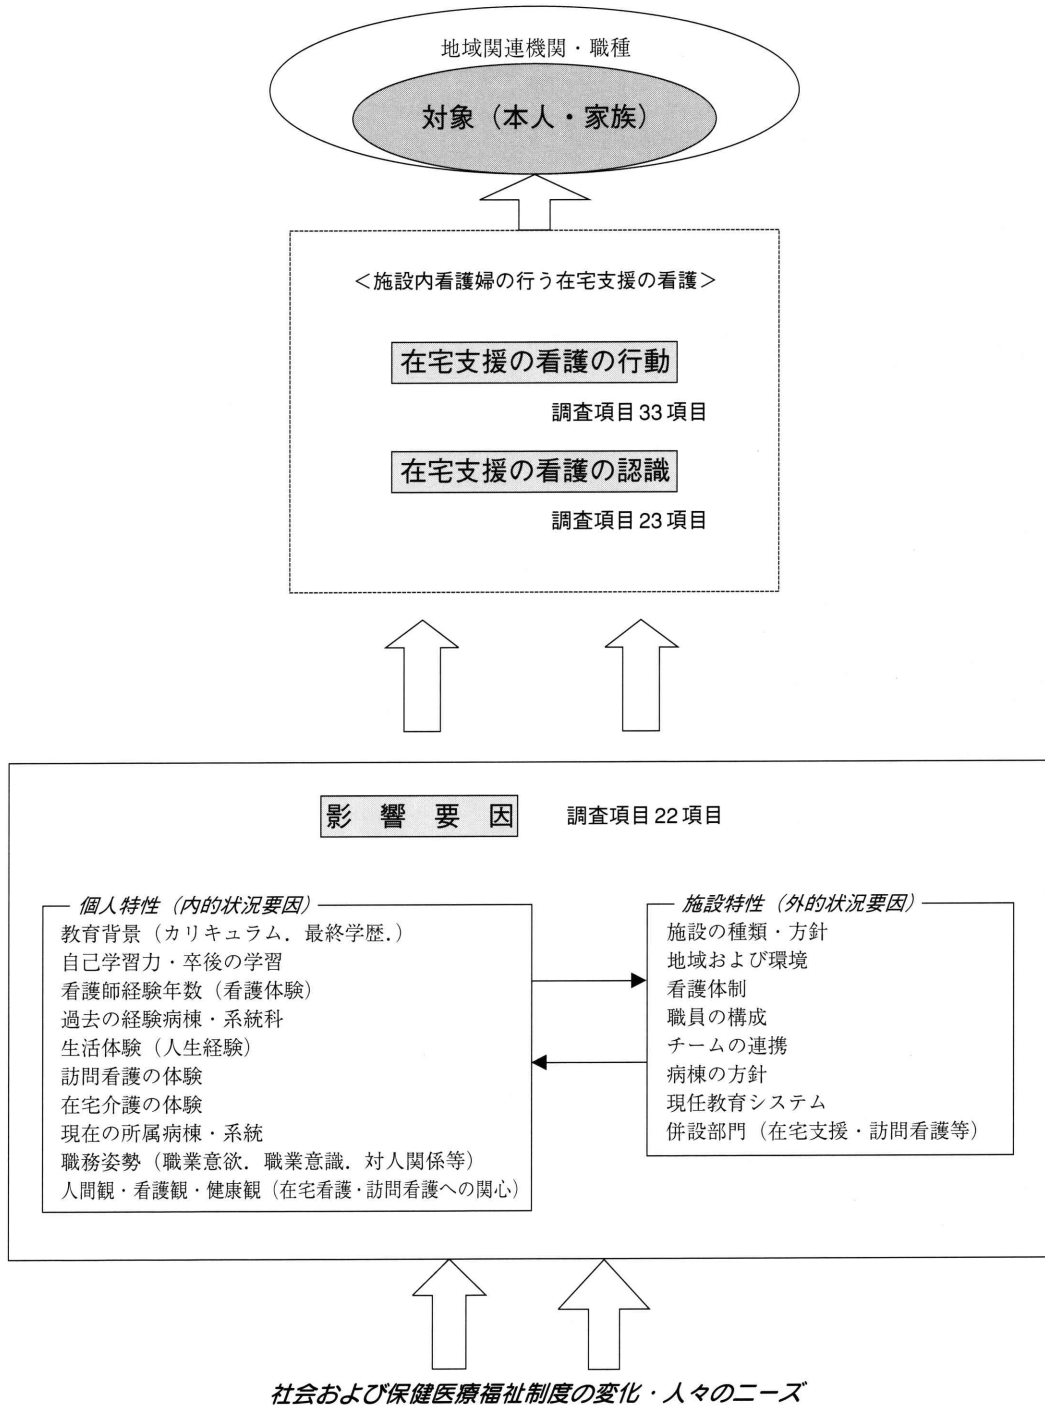 地域関連機関・職種
対象（本人・家族）
＜施設内看護婦の行う在宅支援の看護＞
在宅支援の看護の行動
調査項目33項目
在宅支援の看護の認識
調査項目23項目
影響要因　調査項目22項目
個人特性（内的状況要因）
教育背景（カリキュラム．最終学歴．）
自己学習力・卒後の学習
看護師経験年数（看護体験）
過去の経験病棟・系統科
生活体験（人生経験）
訪問看護の体験
在宅介護の体験
現在の所属病棟・系統
職務姿勢（職業意欲．職業意識．対人関係等）
人間観・看護観・健康観（在宅看護・訪問看護への関心）
施設特性（外的状況要因）
施設の種類・方針
地域および環境
看護体制
職員の構成
チームの連携
病棟の方針
現任教育システム
併設部門（在宅支援・訪問看護等）
社会および保健医療福祉制度の変化・人々のニーズ